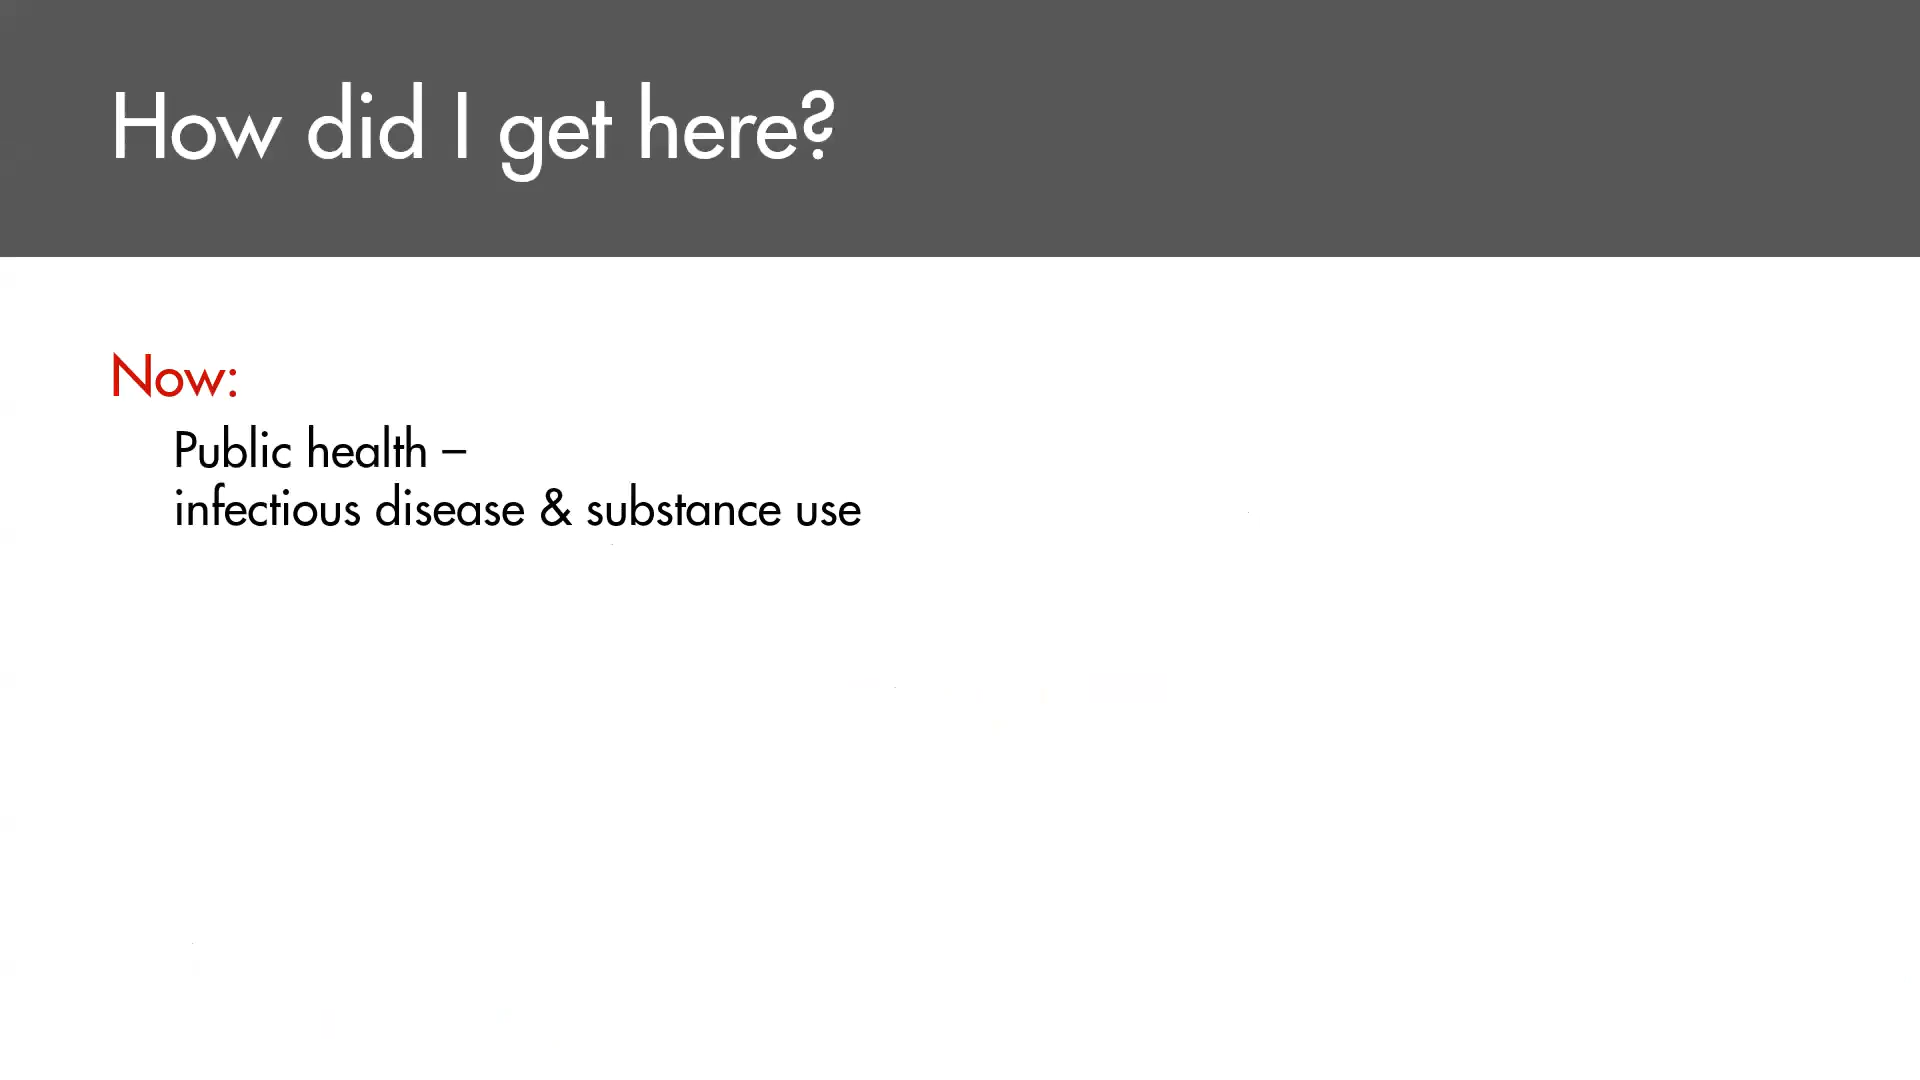 How did I get here?
Now:
Public health –
infectious disease & substance use